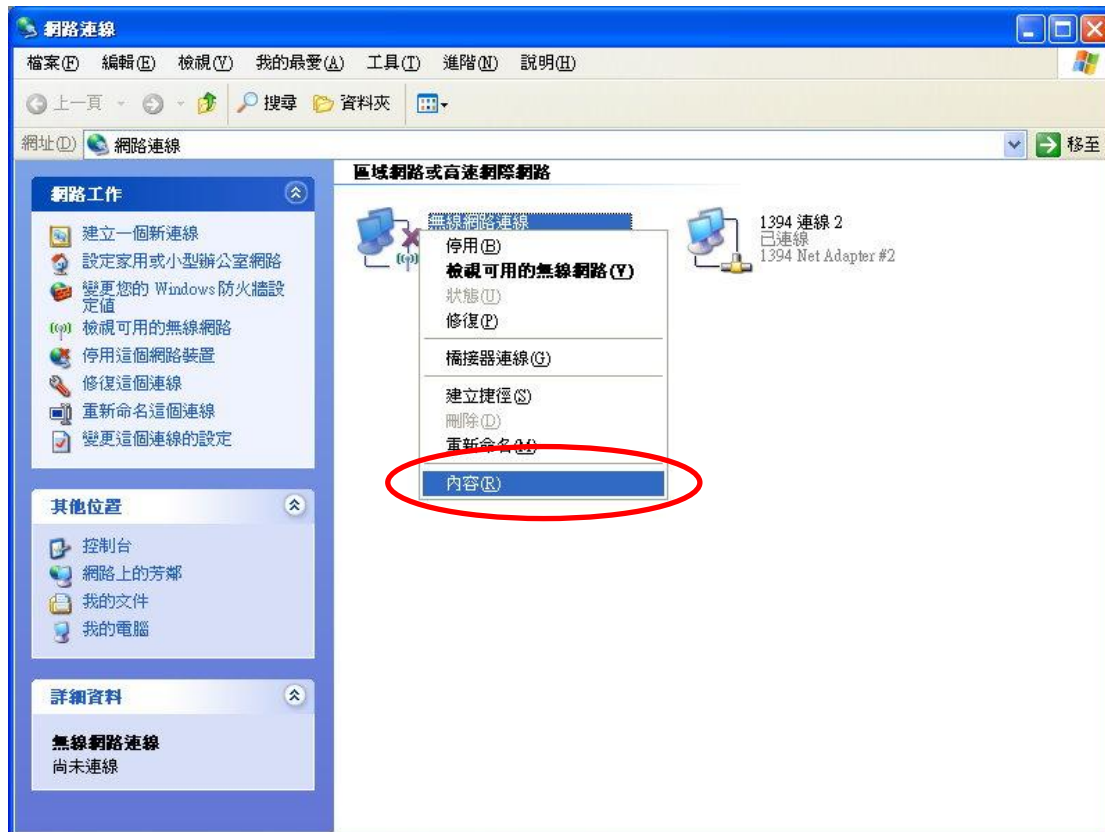 網路連線
檔案(F) 編輯(E) 檢視(V) 我的最愛(A) 工具(T) 進階(N) 說明(H)
上一頁 搜尋 資料夾
網址(D) 網路連線 移至
網路工作
建立一個新連線
設定家用或小型辦公室網路
變更您的 Windows 防火牆設
定值
檢視可用的無線網路
停用這個網路裝置
修復這個連線
重新命名這個連線
變更這個連線的設定
其他位置
控制台
網路上的芳鄰
我的文件
我的電腦
詳細資料
無線網路連線
尚未連線
區域網路或高速網際網路
無線網路連線
停用(B)
檢視可用的無線網路(V)
狀態(U)
修復(P)
橋接器連線(G)
建立捷徑(S)
刪除(D)
重新命名(M)
內容(R)
1394 連線 2
已連線
1394 Net Adapter #2